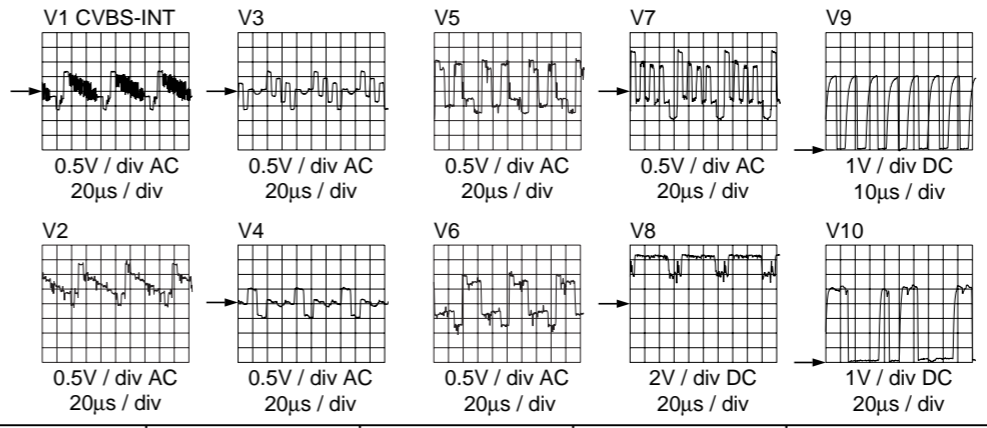 V1 CVBS-INT
V3
V5
V7
V9
0.5V / div AC
20μs / div
0.5V / div AC
20μs / div
0.5V / div AC
20μs / div
0.5V / div AC
20μs / div
1V / div DC
10μs / div
V2
V4
V6
V8
V10
0.5V / div AC
20μs / div
0.5V / div AC
20μs / div
0.5V / div AC
20μs / div
2V / div DC
20μs / div
1V / div DC
20μs / div